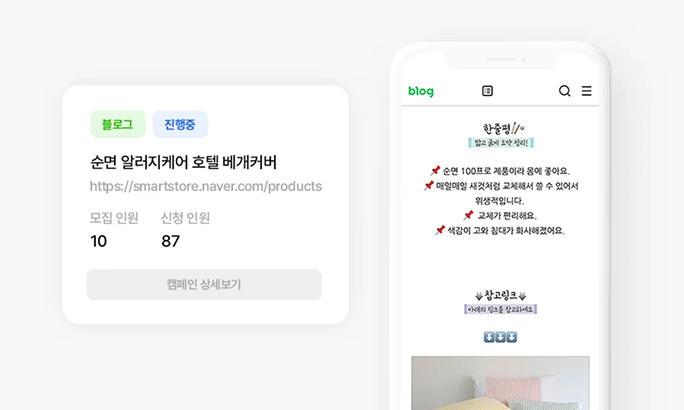 블로그 진행중
순면 알러지케어 호텔 베개커버
https://smartstore.naver.com/products
모집 인원 신청 인원
10 87
캠페인 상세보기
blog
한줄평
짧고 굵게 요약 정리!
📌 순면 100프로 제품이라 몸에 좋아요.
📌 매일매일 새것처럼 교체해서 쓸 수 있어서
위생적입니다.
📌 교체가 편리해요.
📌 색감이 고와 침대가 화사해졌어요.
참고링크
아래의 링크를 참고하세요
⬇️⬇️⬇️